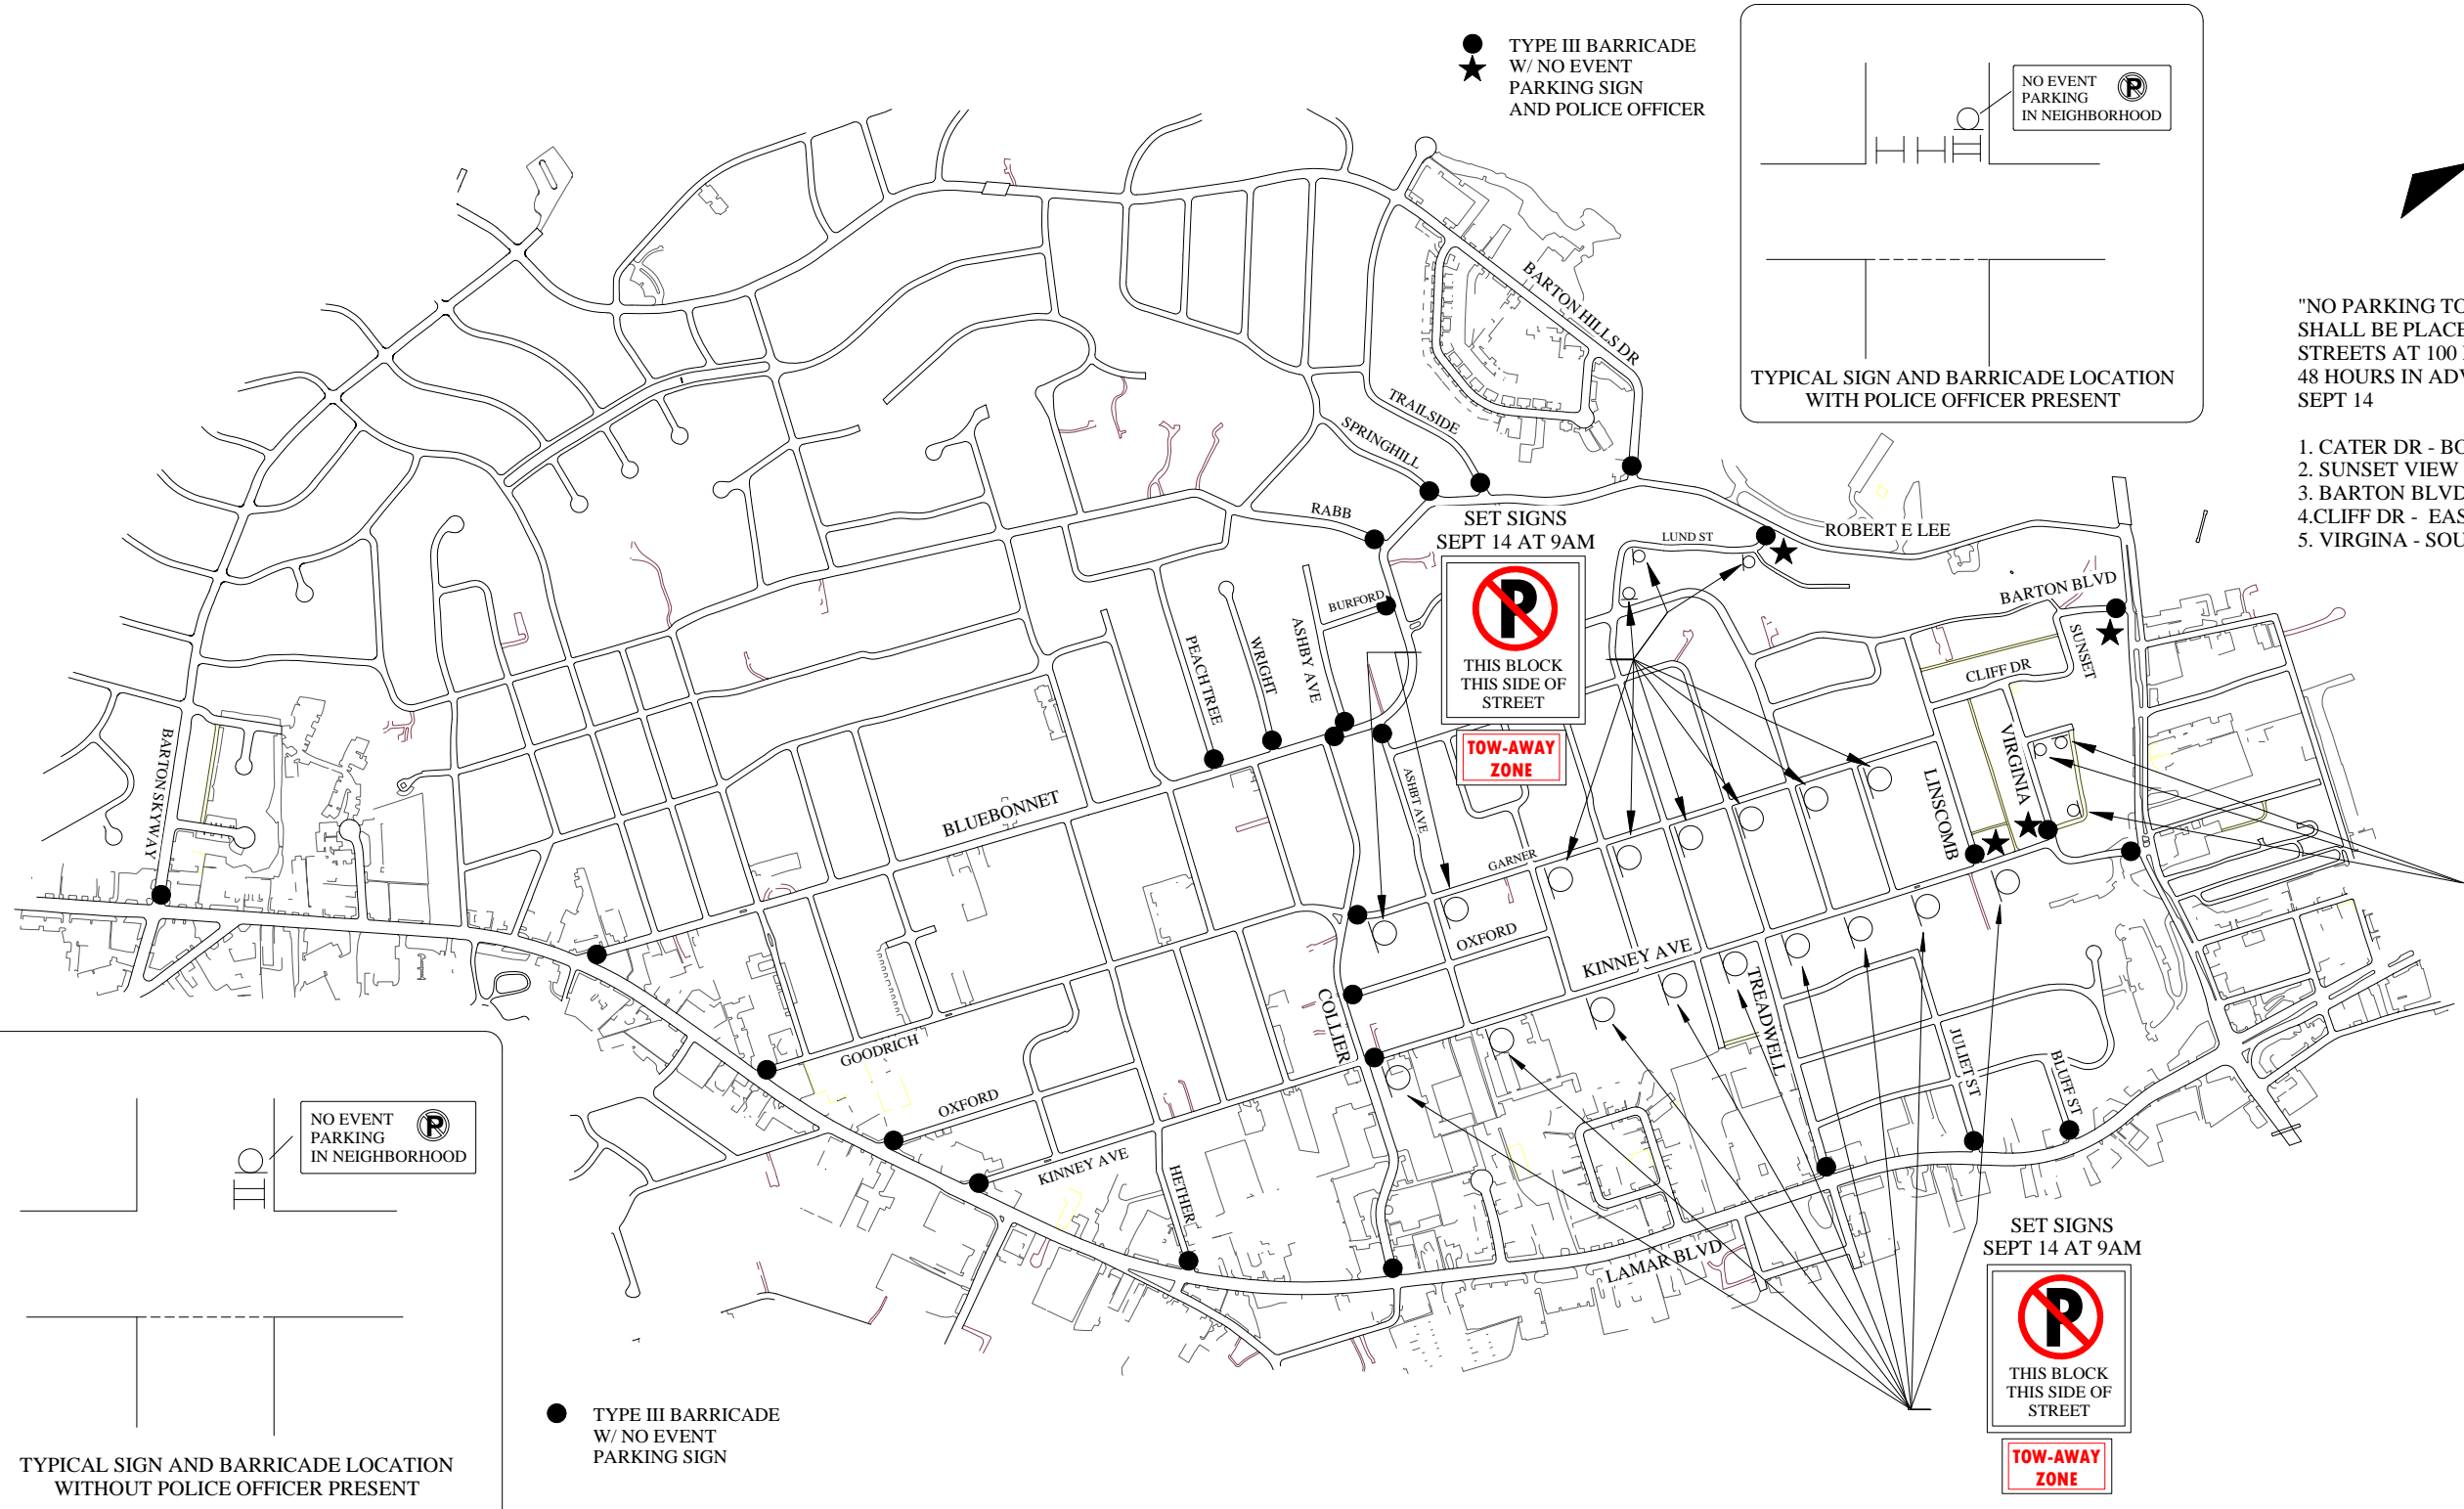 TYPE III BARRICADE
W/ NO EVENT
PARKING SIGN
AND POLICE OFFICER
NO EVENT
PARKING
IN NEIGHBORHOOD
P
TYPICAL SIGN AND BARRICADE LOCATION
WITH POLICE OFFICER PRESENT
"NO PARKING TO
SHALL BE PLACE
STREETS AT 100
48 HOURS IN ADV
SEPT 14
1. CATER DR - BO
2. SUNSET VIEW
3. BARTON BLVD
4.CLIFF DR - EAS
5. VIRGINA - SOU
BARTON HILLS DR
TRAILSIDE
SPRINGHILL
RABB
SET SIGNS
SEPT 14 AT 9AM
P
THIS BLOCK
THIS SIDE OF
STREET
TOW-AWAY
ZONE
LUND ST
ROBERT E LEE
BARTON BLVD
SUNSET
CLIFF DR
VIRGINIA
LINSCOMB
BURFORD
ASHBY AVE
WRIGHT
PEACHTREE
ASHBT AVE
BARTON SKYWAY
BLUEBONNET
GARNER
OXFORD
KINNEY AVE
TREADWELL
COLLIER
JULIET ST
BLUFF ST
GOODRICH
OXFORD
KINNEY AVE
HETHER
LAMAR BLVD
NO EVENT
PARKING
IN NEIGHBORHOOD
P
TYPICAL SIGN AND BARRICADE LOCATION
WITHOUT POLICE OFFICER PRESENT
TYPE III BARRICADE
W/ NO EVENT
PARKING SIGN
SET SIGNS
SEPT 14 AT 9AM
P
THIS BLOCK
THIS SIDE OF
STREET
TOW-AWAY
ZONE